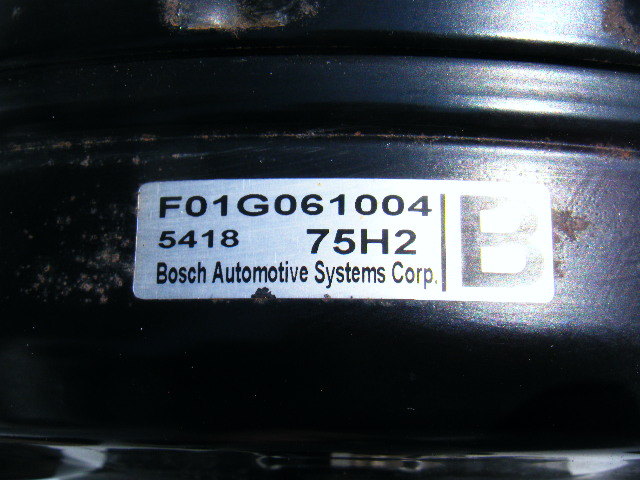 F01G061004
5418 75H2
Bosch Automotive Systems Corp.
B